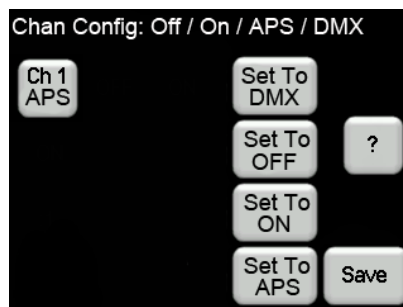 Chan Config: Off / On / APS / DMX
Ch 1
APS
Set To
DMX
Set To
OFF
?
Set To
ON
Set To
APS
Save